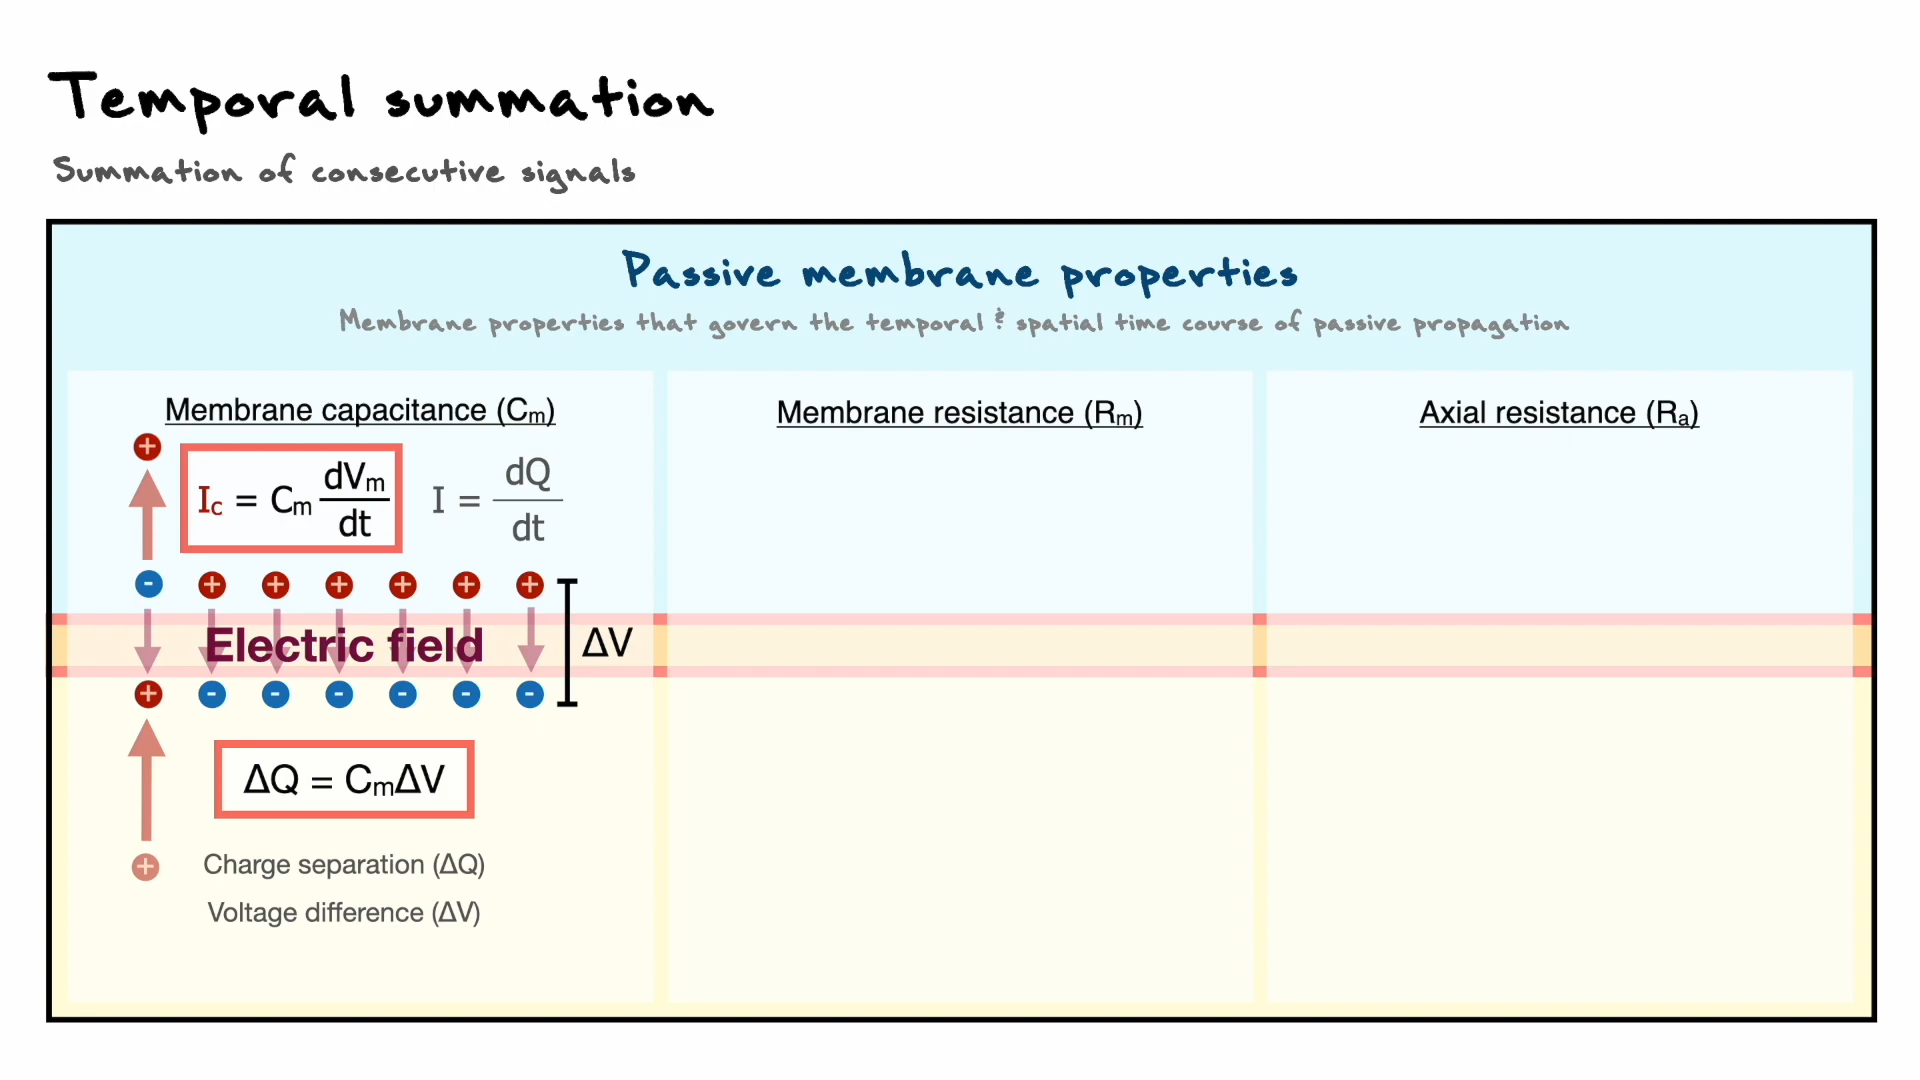 Temporal summation
Summation of consecutive signals
Passive membrane properties
Membrane properties that govern the temporal & spatial time course of passive propagation
Membrane capacitance (Cm)
Membrane resistance (Rm)
Axial resistance (Ra)
+
Ic = Cm dVm/dt
I = dQ/dt
- + + + + + +
Electric field
ΔV
+ - - - - - -
ΔQ = CmΔV
+
Charge separation (ΔQ)
Voltage difference (ΔV)